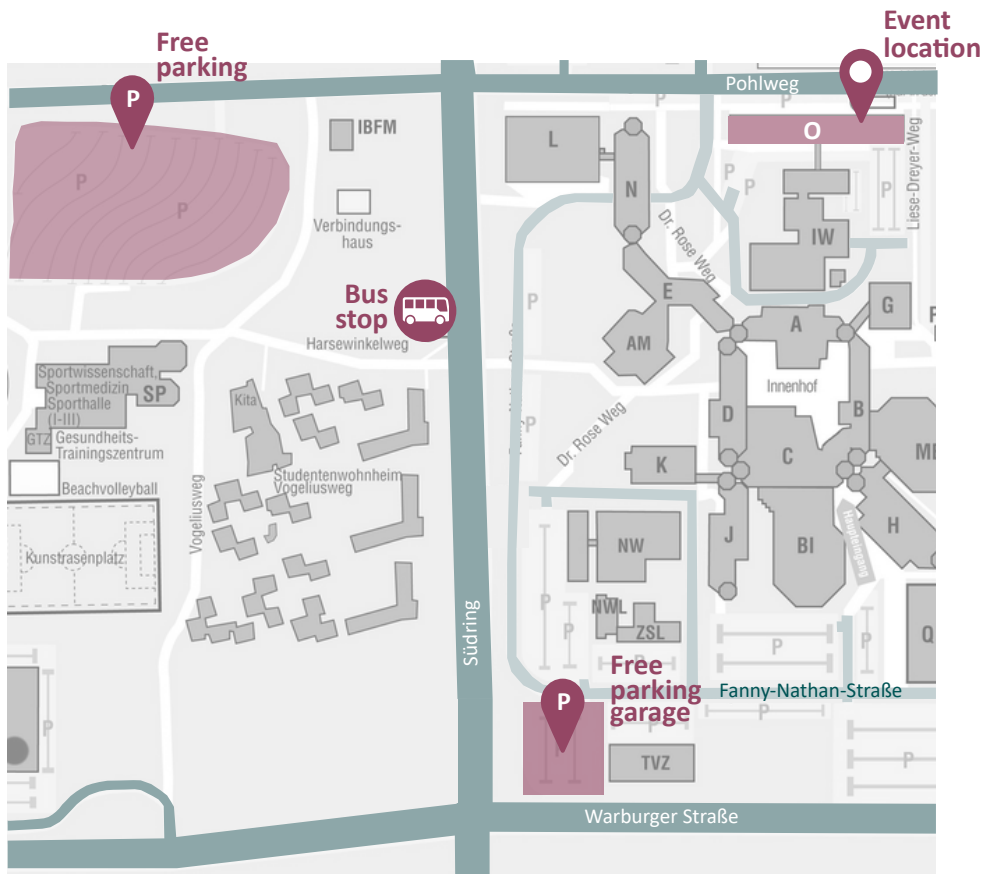 Free
parking
P
Event
location
Pohlweg
O
IBFM
L
P
P
P
P
N
P
P
P
P
P
Verbindungs-
haus
Dr. Rose Weg
Liese-Dreyer-Weg
IW
E
P
G
Bus
stop
A
Harsewinkelweg
AM
Innenhof
Sportwissenschaft,
Sportmedizin
Sporthalle
(I-III)
SP
Kita
D
B
P
GTZ
Gesundheits-
Trainingszentrum
Dr. Rose Weg
C
K
Beachvolleyball
Studentenwohnheim
Vogeliusweg
Vogeliusweg
H
Haupteingang
J
BI
NW
Kunstrasenplatz
P
NWL
P
ZSL
P
P
P
Q
Südring
Free
parking
garage
P
Fanny-Nathan-Straße
P
P
P
P
TVZ
P
Warburger Straße